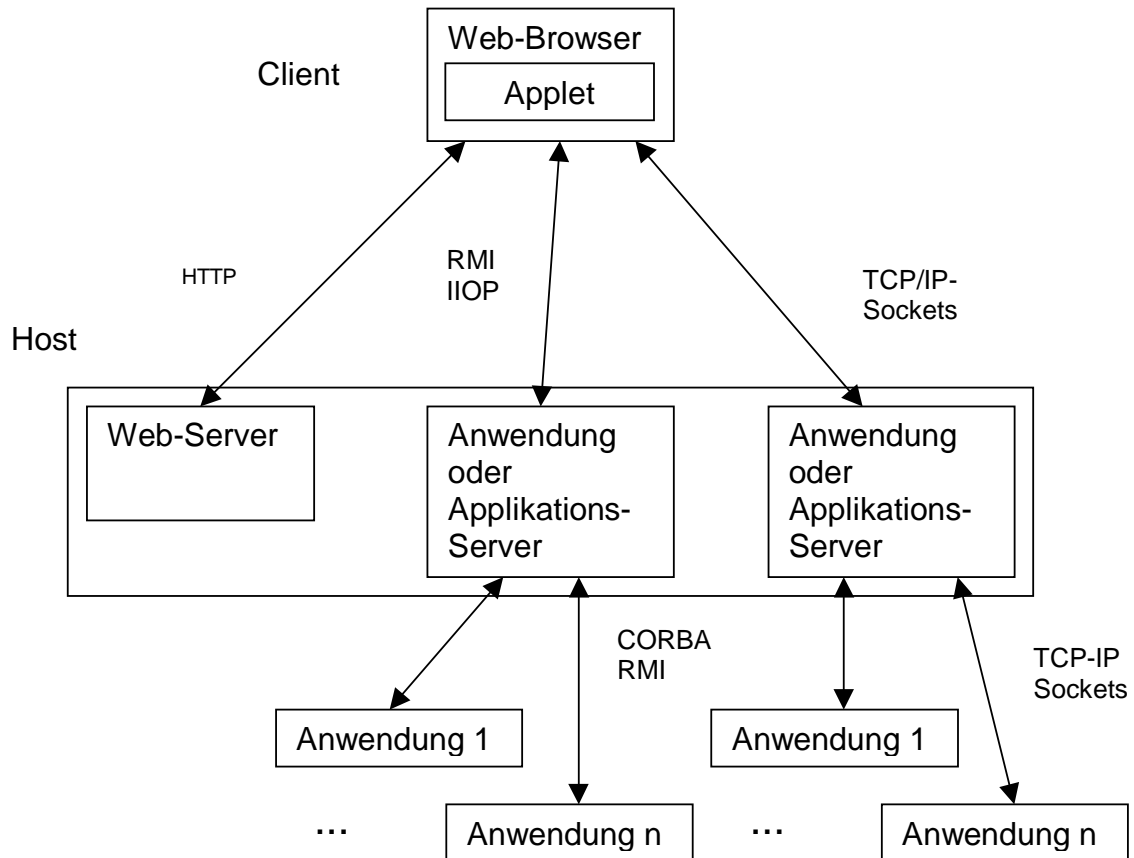 Web-Browser
Client
Applet
HTTP
RMI
IIOP
TCP/IP-
Sockets
Host
Web-Server
Anwendung
oder
Applikations-
Server
Anwendung
oder
Applikations-
Server
CORBA
RMI
TCP-IP
Sockets
Anwendung 1
Anwendung 1
...
Anwendung n
...
Anwendung n